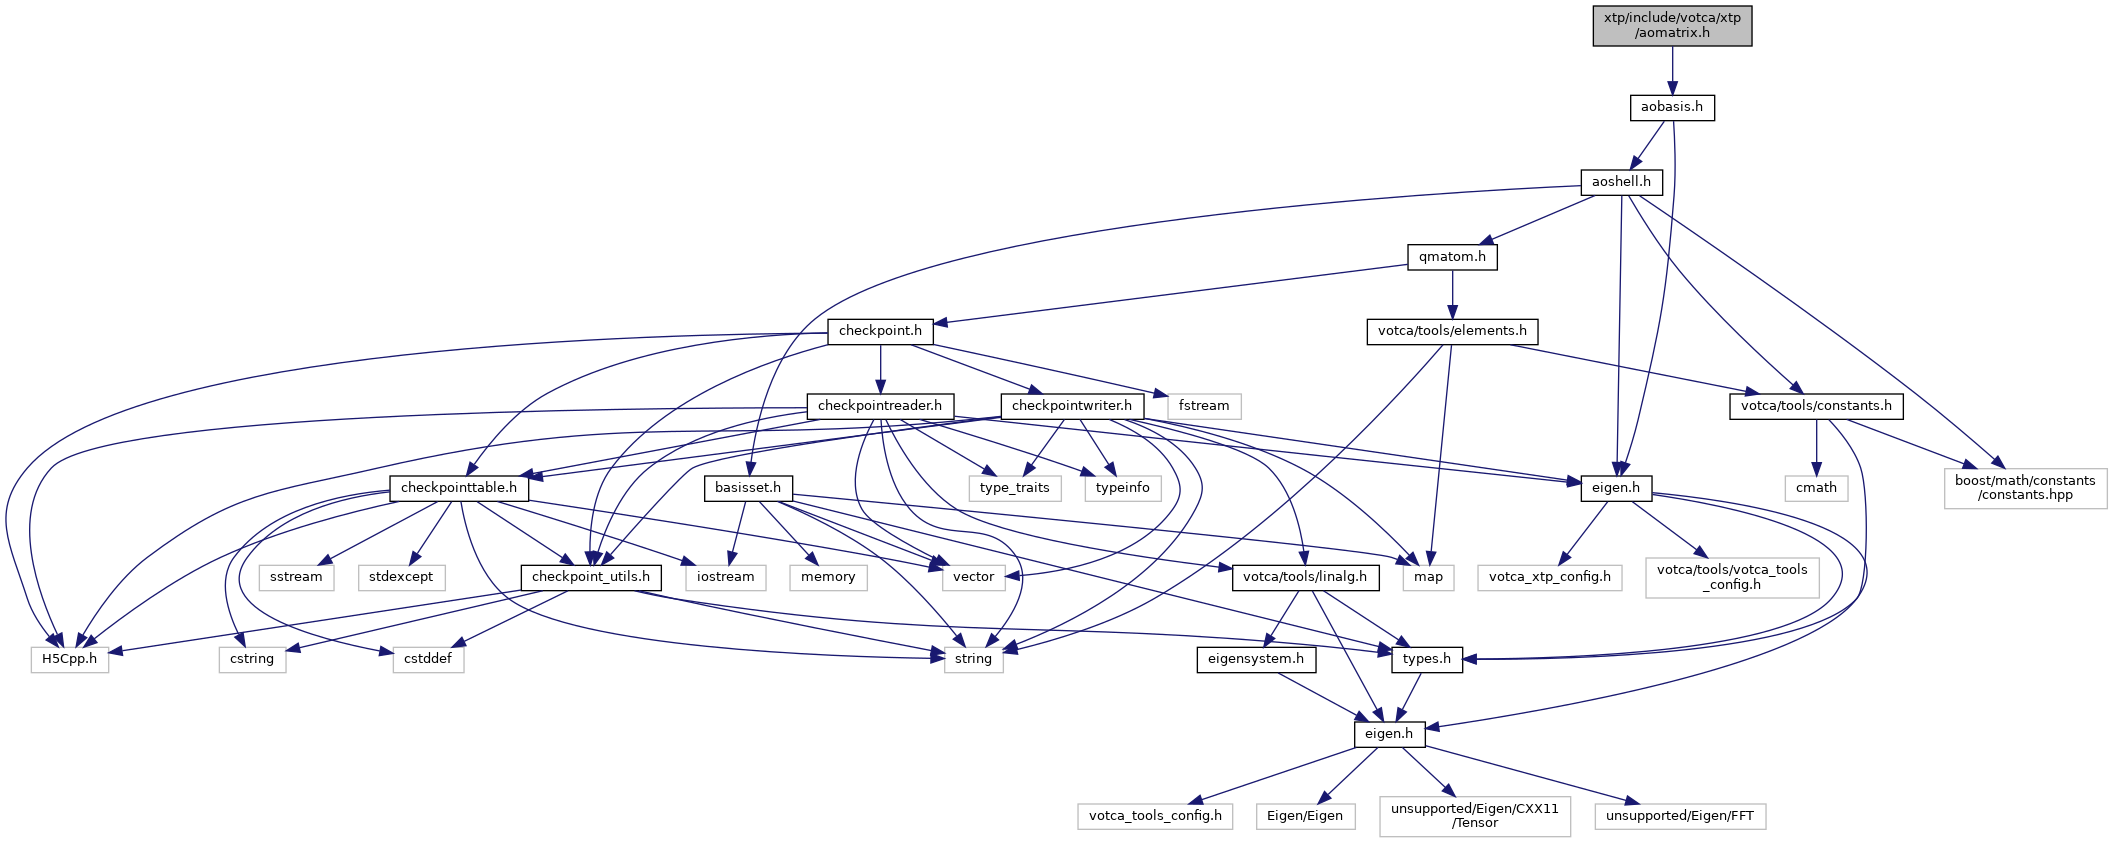 xtp/include/votca/xtp
/aomatrix.h
aobasis.h
aoshell.h
qmatom.h
checkpoint.h
votca/tools/elements.h
checkpointreader.h
checkpointwriter.h
fstream
votca/tools/constants.h
checkpointtable.h
basisset.h
type_traits
typeinfo
eigen.h
cmath
boost/math/constants
/constants.hpp
sstream
stdexcept
checkpoint_utils.h
iostream
memory
vector
votca/tools/linalg.h
map
votca_xtp_config.h
votca/tools/votca_tools
_config.h
H5Cpp.h
cstring
cstddef
string
eigensystem.h
types.h
eigen.h
votca_tools_config.h
Eigen/Eigen
unsupported/Eigen/CXX11
/Tensor
unsupported/Eigen/FFT